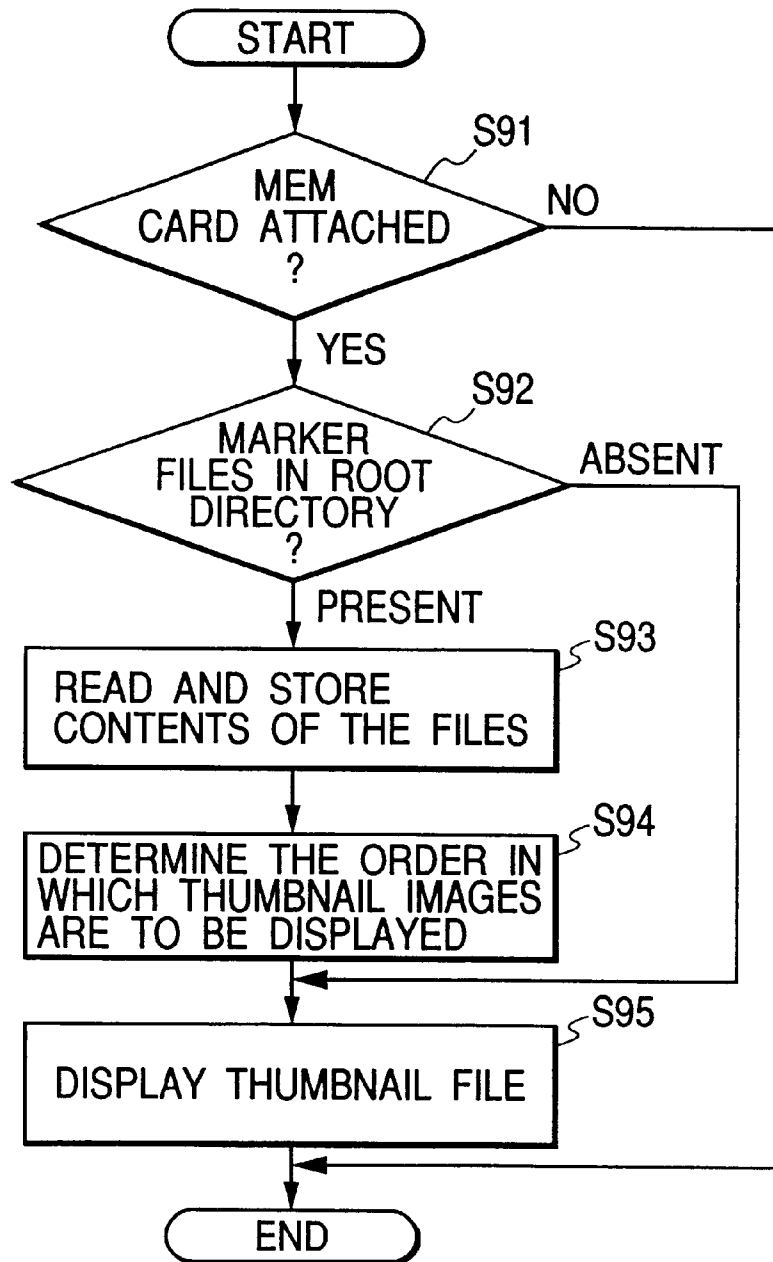 START
S91
MEM
CARD ATTACHED
?
NO
YES
S92
MARKER
FILES IN ROOT
DIRECTORY
?
ABSENT
PRESENT
S93
READ AND STORE
CONTENTS OF THE FILES
S94
DETERMINE THE ORDER IN
WHICH THUMBNAIL IMAGES
ARE TO BE DISPLAYED
S95
DISPLAY THUMBNAIL FILE
END